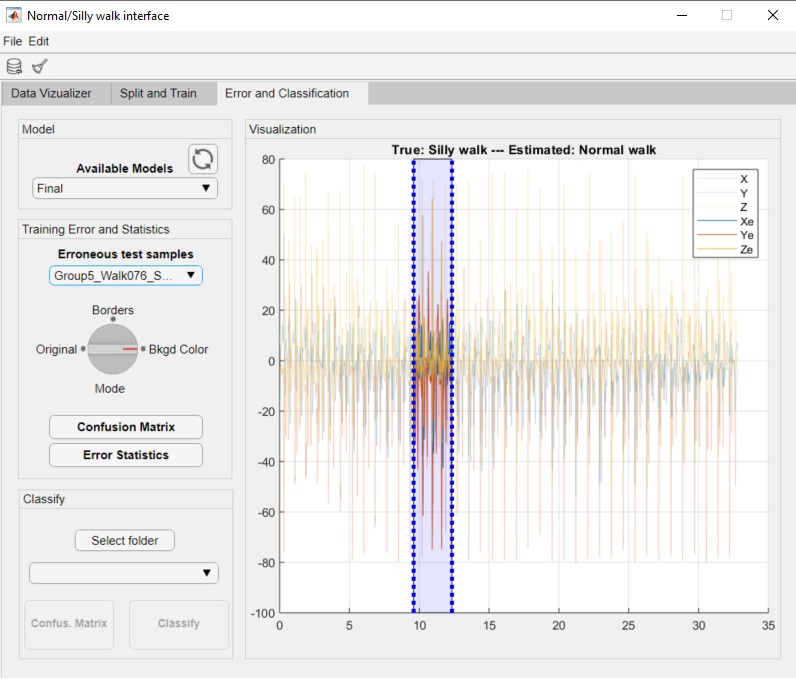 Normal/Silly walk interface
File Edit
Data Vizualizer Split and Train Error and Classification
Model
Available Models
Final
Training Error and Statistics
Erroneous test samples
Group5_Walk076_S...
Borders
Original Bkgd Color
Mode
Confusion Matrix
Error Statistics
Classify
Select folder
Confus. Matrix Classify
Visualization
True: Silly walk --- Estimated: Normal walk
80
60
40
20
0
-20
-40
-60
-80
-100
0 5 10 15 20 25 30 35
X
Y
Z
Xe
Ye
Ze